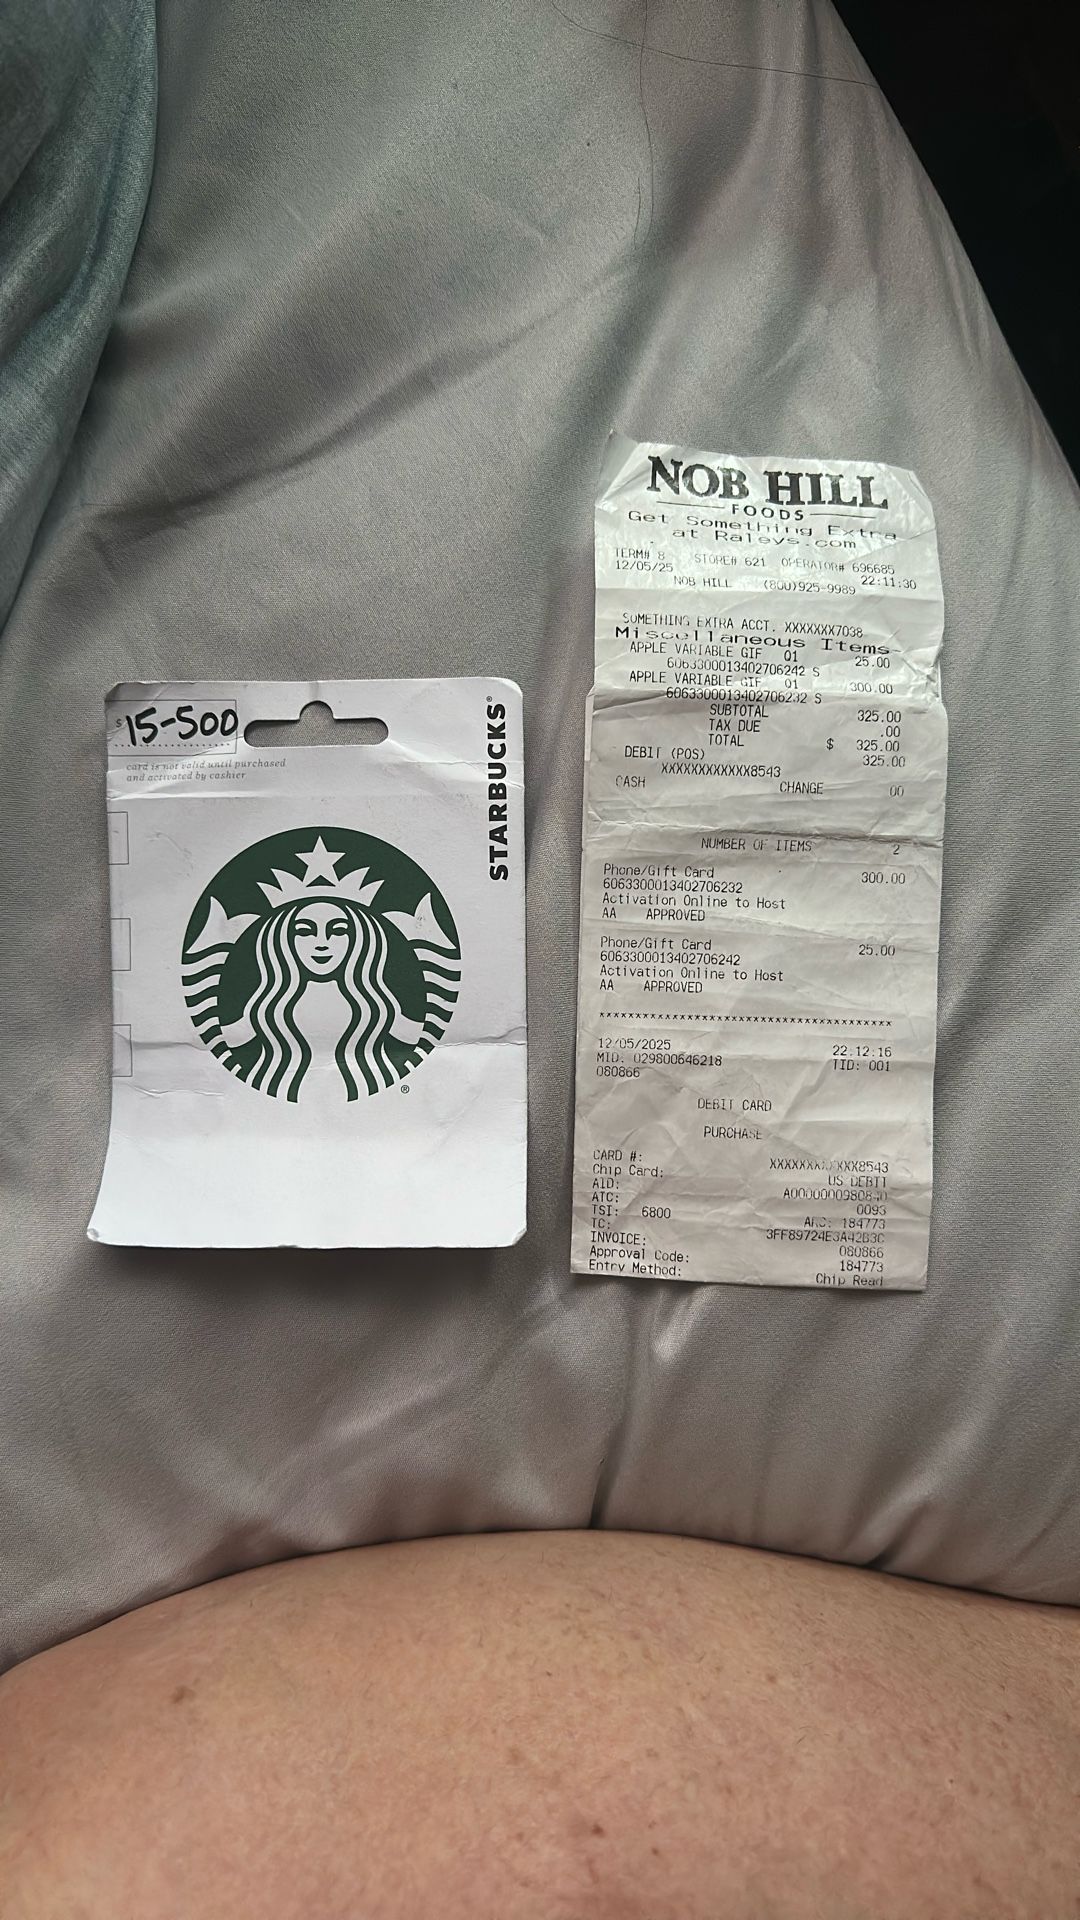 $ 15-500
card is not valid until purchased
and activated by cashier
STARBUCKS®
®
NOB HILL
FOODS
Get Something Extra
at Raleys.com
TERM# 8 STORE# 621 OPERATOR# 696685
12/05/25 22:11:30
NOB HILL (800)925-9989
SOMETHING EXTRA ACCT. XXXXXXX7038
Miscellaneous Items
APPLE VARIABLE GIF 01 25.00
6063300013402706242 S
APPLE VARIABLE GIF 01 300.00
6063300013402706232 S
SUBTOTAL 325.00
TAX DUE .00
TOTAL $ 325.00
DEBIT (POS) 325.00
XXXXXXXXXXXX8543
CASH CHANGE 00
NUMBER OF ITEMS 2
Phone/Gift Card 300.00
6063300013402706232
Activation Online to Host
AA APPROVED
Phone/Gift Card 25.00
6063300013402706242
Activation Online to Host
AA APPROVED
12/05/2025 22:12:16
MID: 029800646218 TID: 001
080866
DEBIT CARD
PURCHASE
CARD #: XXXXXXXXXXXX8543
Chip Card: US DEBIT
AID:
ATC: 0093
TSI: 6800 ARC: 184773
TC: 3FF89724E3A42B3C
INVOICE: 080866
Approval Code: 184773
Entry Method: Chip Read